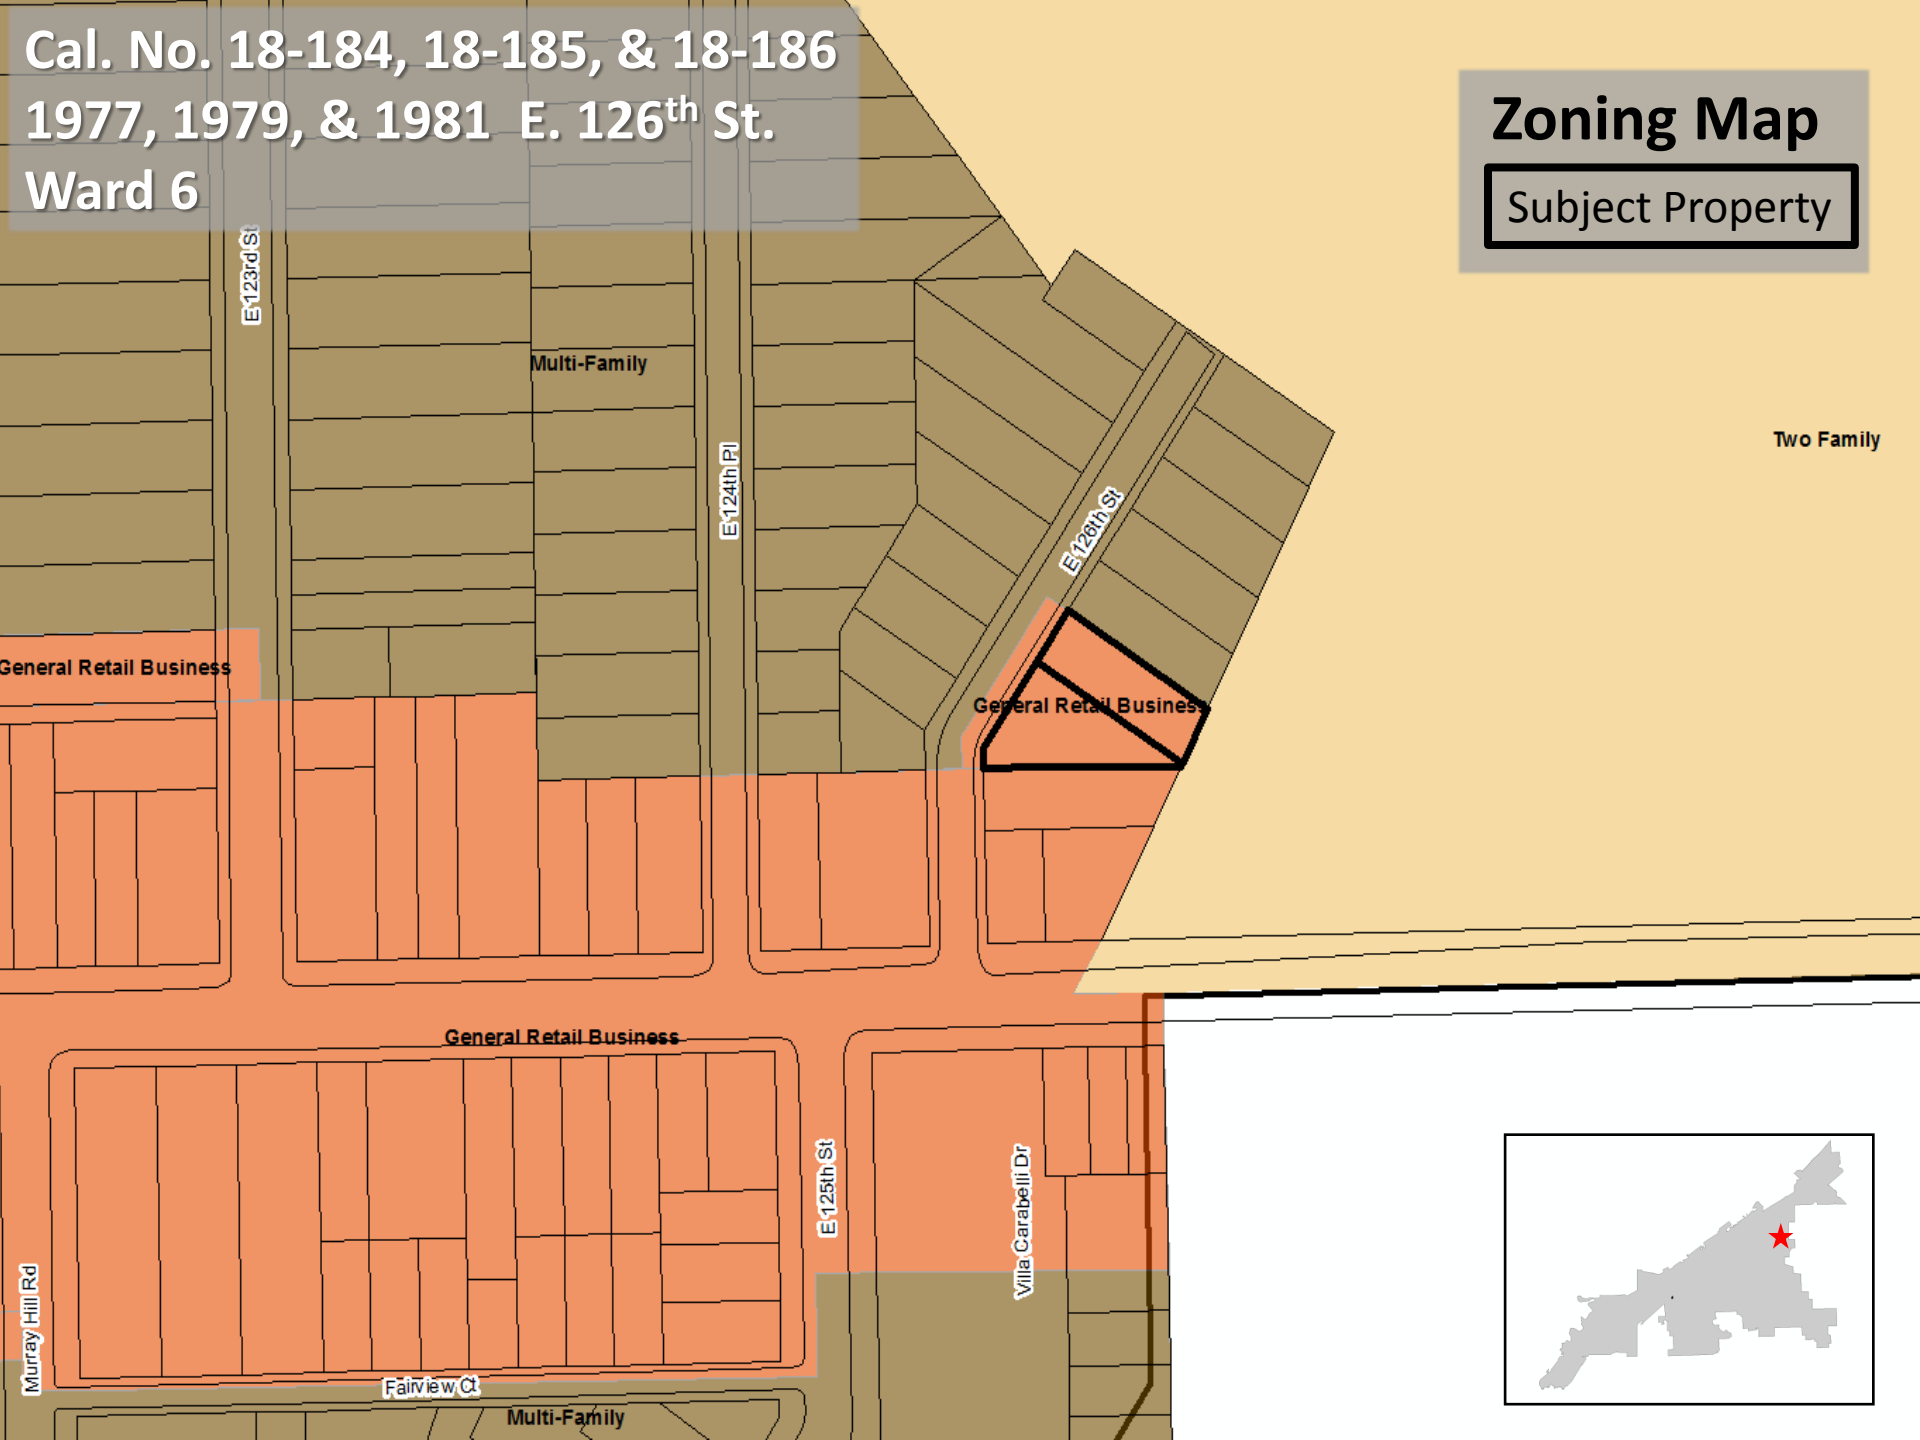 Cal. No. 18-184, 18-185, & 18-186
1977, 1979, & 1981 E. 126th St.
Ward 6
Zoning Map
Subject Property
E 123rd St
Multi-Family
E 124th Pl
E 126th St
Two Family
General Retail Business
General Retail Business
General Retail Business
E 125th St
Villa Carabelli Dr
Murray Hill Rd
Fairview Ct
Multi-Family